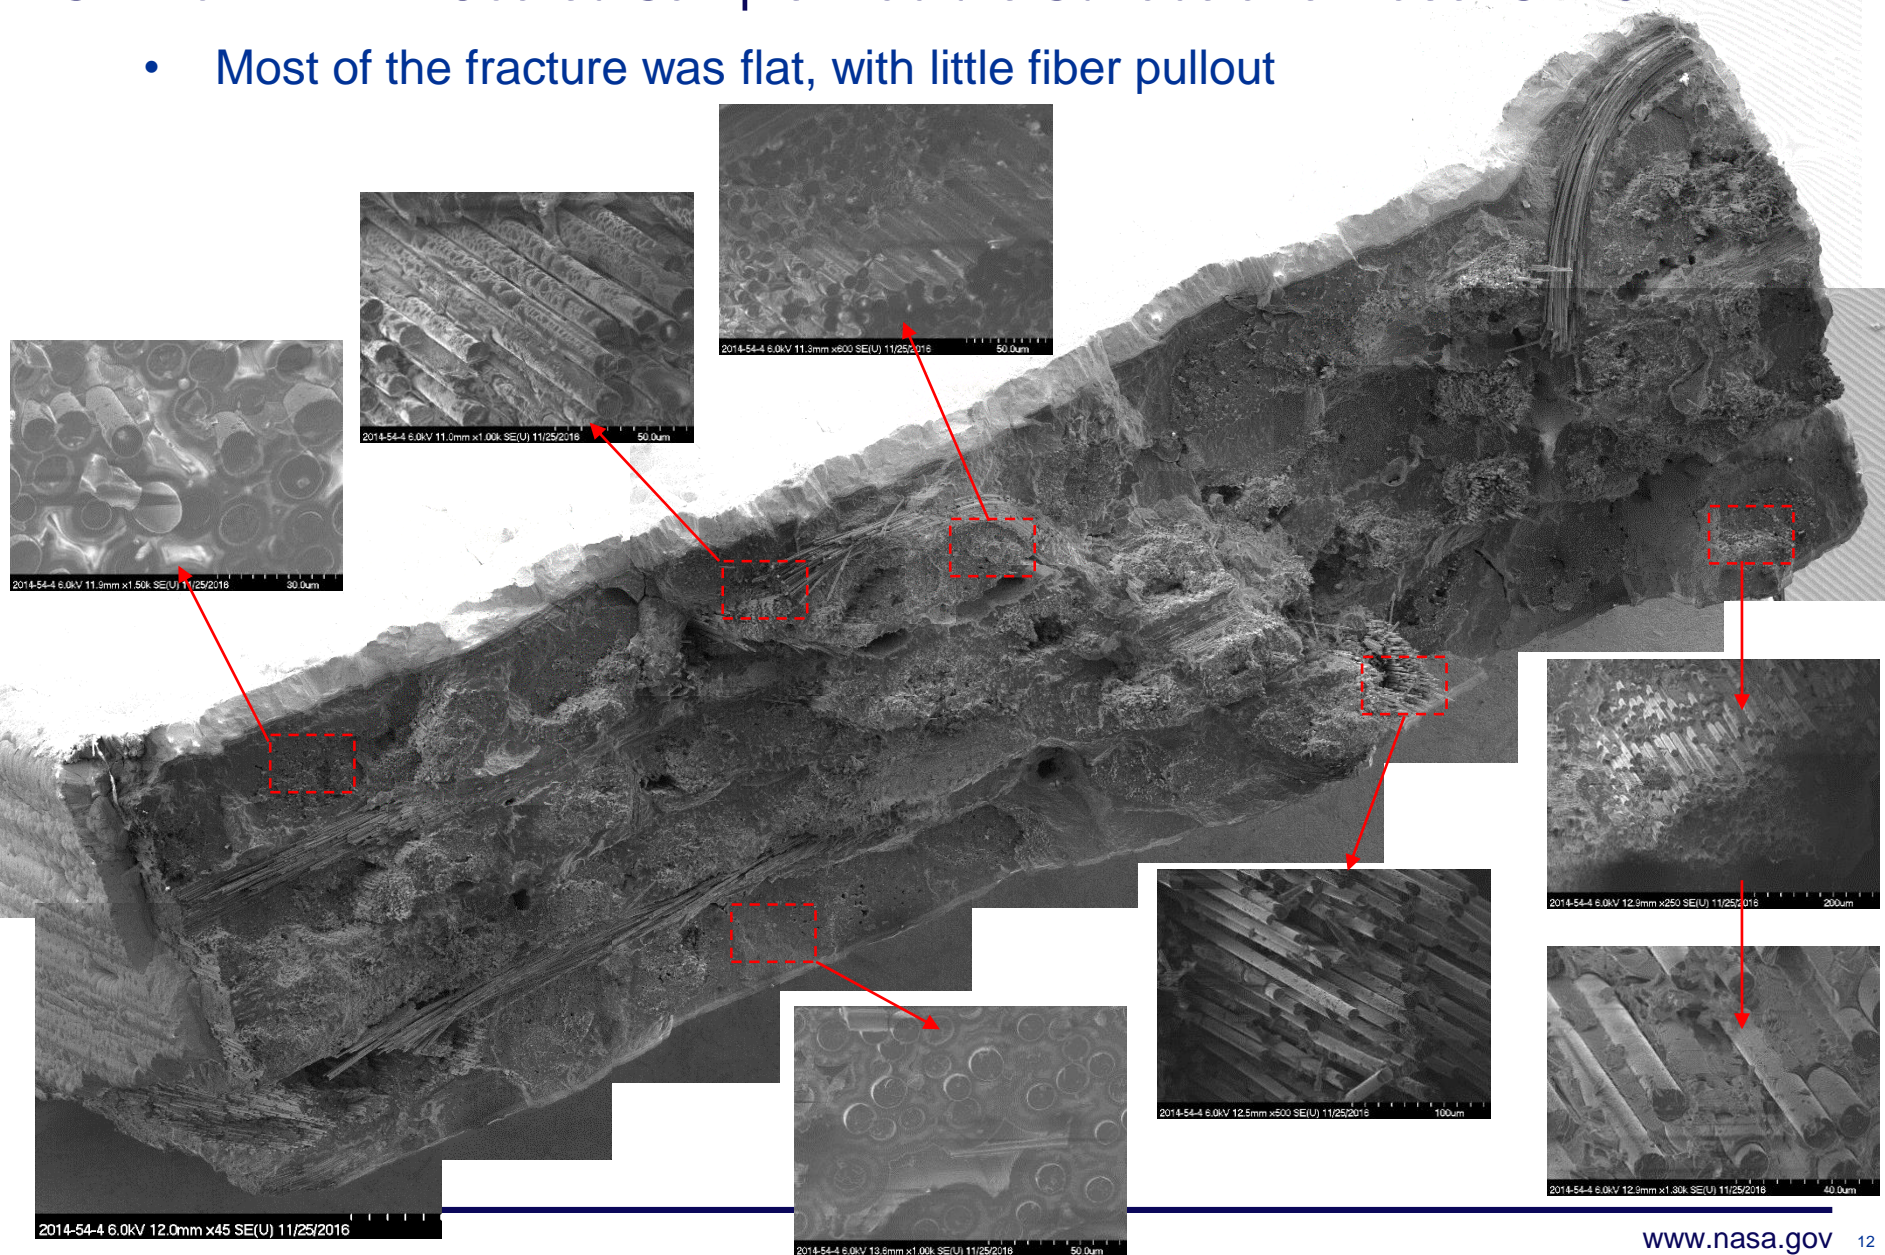 • Most of the fracture was flat, with little fiber pullout
2014-54-4 6.0kV 11.3mm x600 SE(U) 11/25/2016 50.0um
2014-54-4 6.0kV 11.0mm x1.00k SE(U) 11/25/2016 50.0um
2014-54-4 6.0kV 11.9mm x1.50k SE(U) 11/25/2016 30.0um
2014-54-4 6.0kV 12.9mm x250 SE(U) 11/25/2016 200um
2014-54-4 6.0kV 12.5mm x500 SE(U) 11/25/2016 100um
2014-54-4 6.0kV 12.9mm x1.30k SE(U) 11/25/2016 40.0um
2014-54-4 6.0kV 12.0mm x45 SE(U) 11/25/2016
2014-54-4 6.0kV 13.6mm x1.00k SE(U) 11/25/2016 50.0um
www.nasa.gov 12